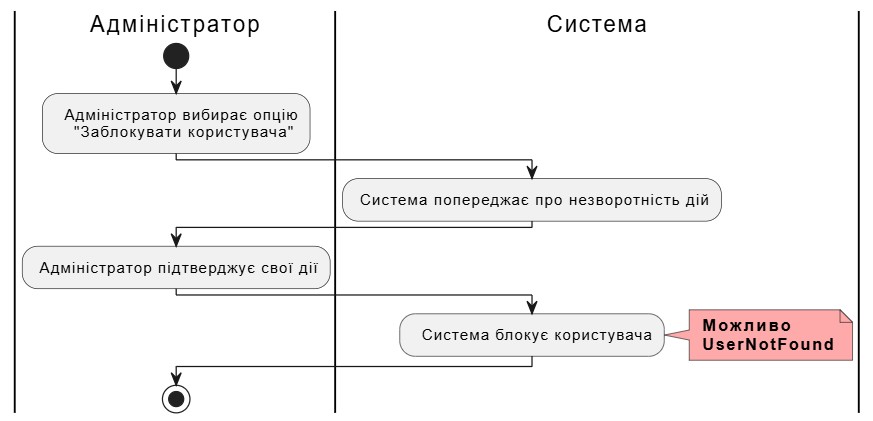 Адміністратор
Система
Адміністратор вибирає опцію
"Заблокувати користувача"
Система попереджає про незворотність дій
Адміністратор підтверджує свої дії
Система блокує користувача
Можливо
UserNotFound